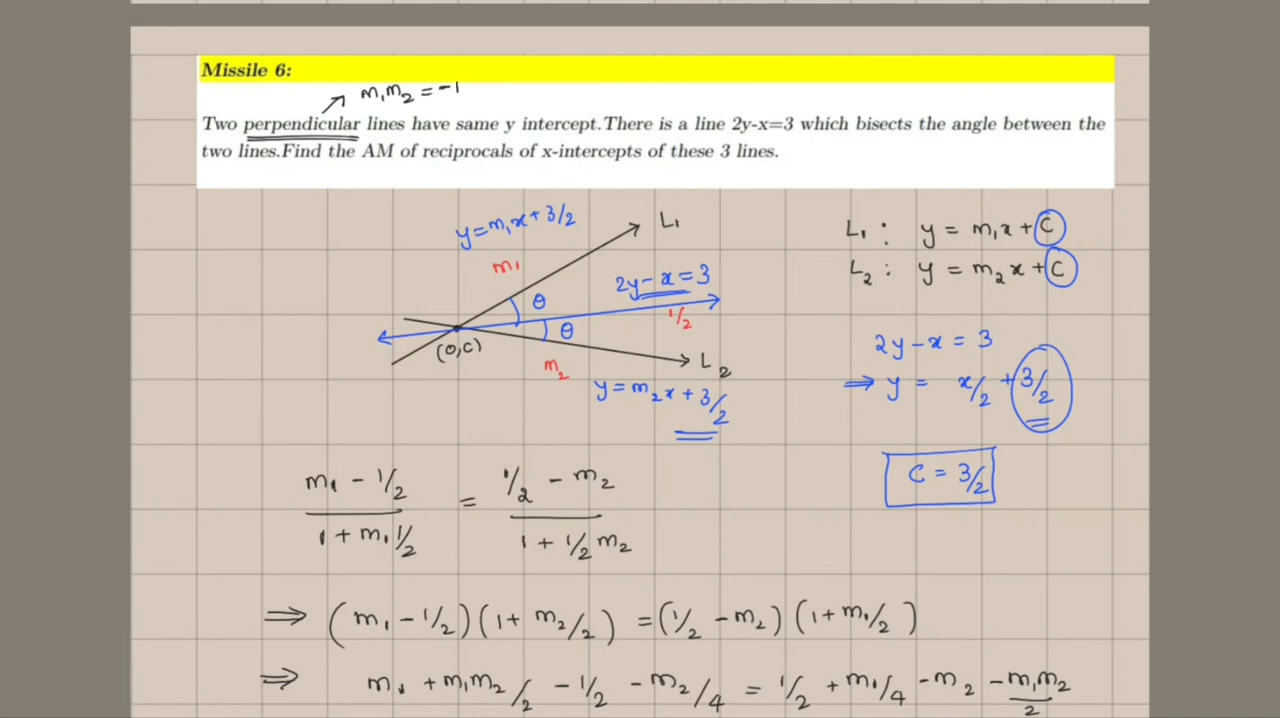 Missile 6:
m₁m₂ = -1
Two perpendicular lines have same y intercept.There is a line 2y-x=3 which bisects the angle between the
two lines.Find the AM of reciprocals of x-intercepts of these 3 lines.
y=m₁x+3/2
L₁
m₁
θ
2y-x=3
1/2
θ
(0,C)
m₂
L₂
y=m₂x+3/2
L₁ : y = m₁x + C
L₂ : y = m₂x + C
2y-x = 3
⇒ y = x/2 + 3/2
C = 3/2
m₁ - 1/2 / 1 + m₁ 1/2 = 1/2 - m₂ / 1 + 1/2 m₂
⇒ (m₁ - 1/2)(1 + m₂/2) = (1/2 - m₂)(1 + m₁/2)
⇒ m₁ + m₁m₂/2 - 1/2 - m₂/4 = 1/2 + m₁/4 - m₂ - m₁m₂/2